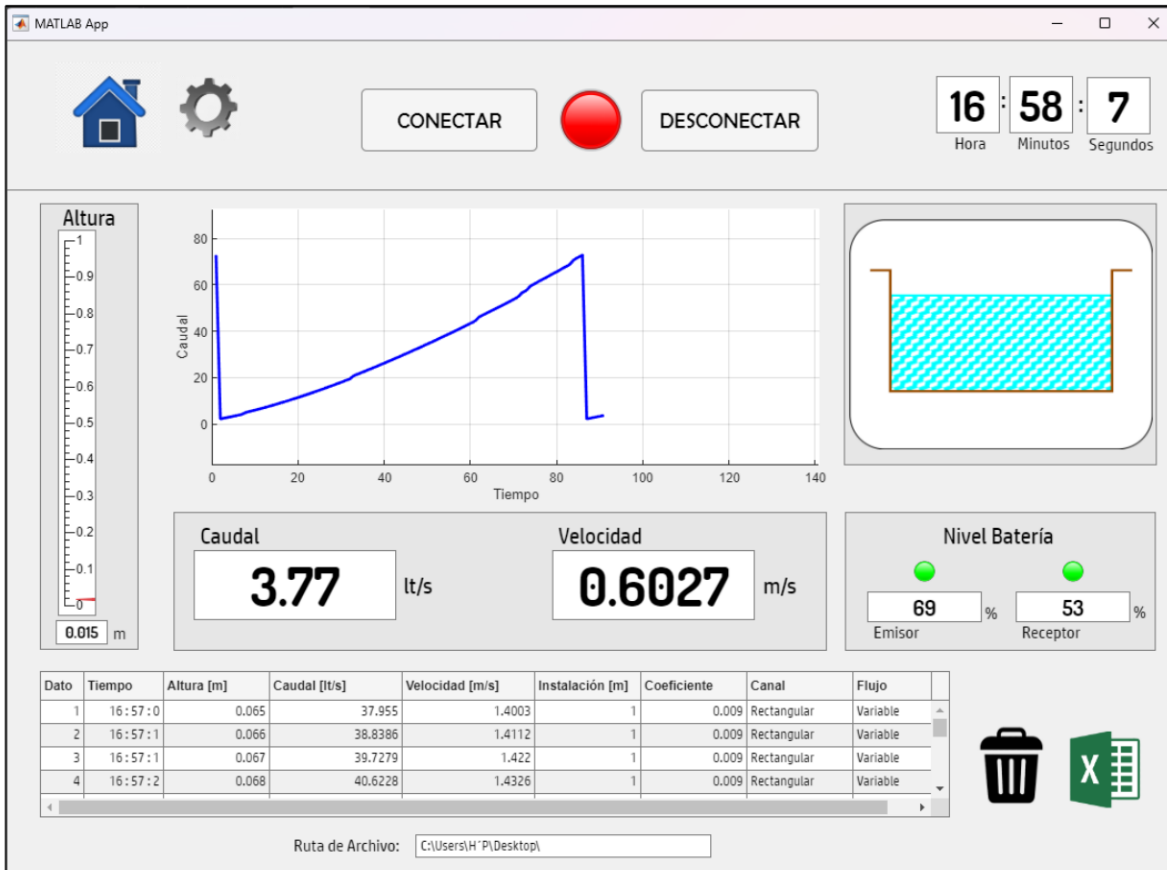 MATLAB App
CONECTAR
DESCONECTAR
16 : 58 : 7
Hora Minutos Segundos
Altura
1
0.9
0.8
0.7
0.6
0.5
0.4
0.3
0.2
0.1
0
0.015 m
80
60
40
20
0
Caudal
0 20 40 60 80 100 120 140
Tiempo
Caudal
3.77 lt/s
Velocidad
0.6027 m/s
Nivel Batería
69 % 53 %
Emisor Receptor
Dato Tiempo Altura [m] Caudal [lt/s] Velocidad [m/s] Instalación [m] Coeficiente Canal Flujo
1 16:57:0 0.065 37.955 1.4003 1 0.009 Rectangular Variable
2 16:57:1 0.066 38.8386 1.4112 1 0.009 Rectangular Variable
3 16:57:1 0.067 39.7279 1.422 1 0.009 Rectangular Variable
4 16:57:2 0.068 40.6228 1.4326 1 0.009 Rectangular Variable
X
Ruta de Archivo: C:\Users\H´P\Desktop\